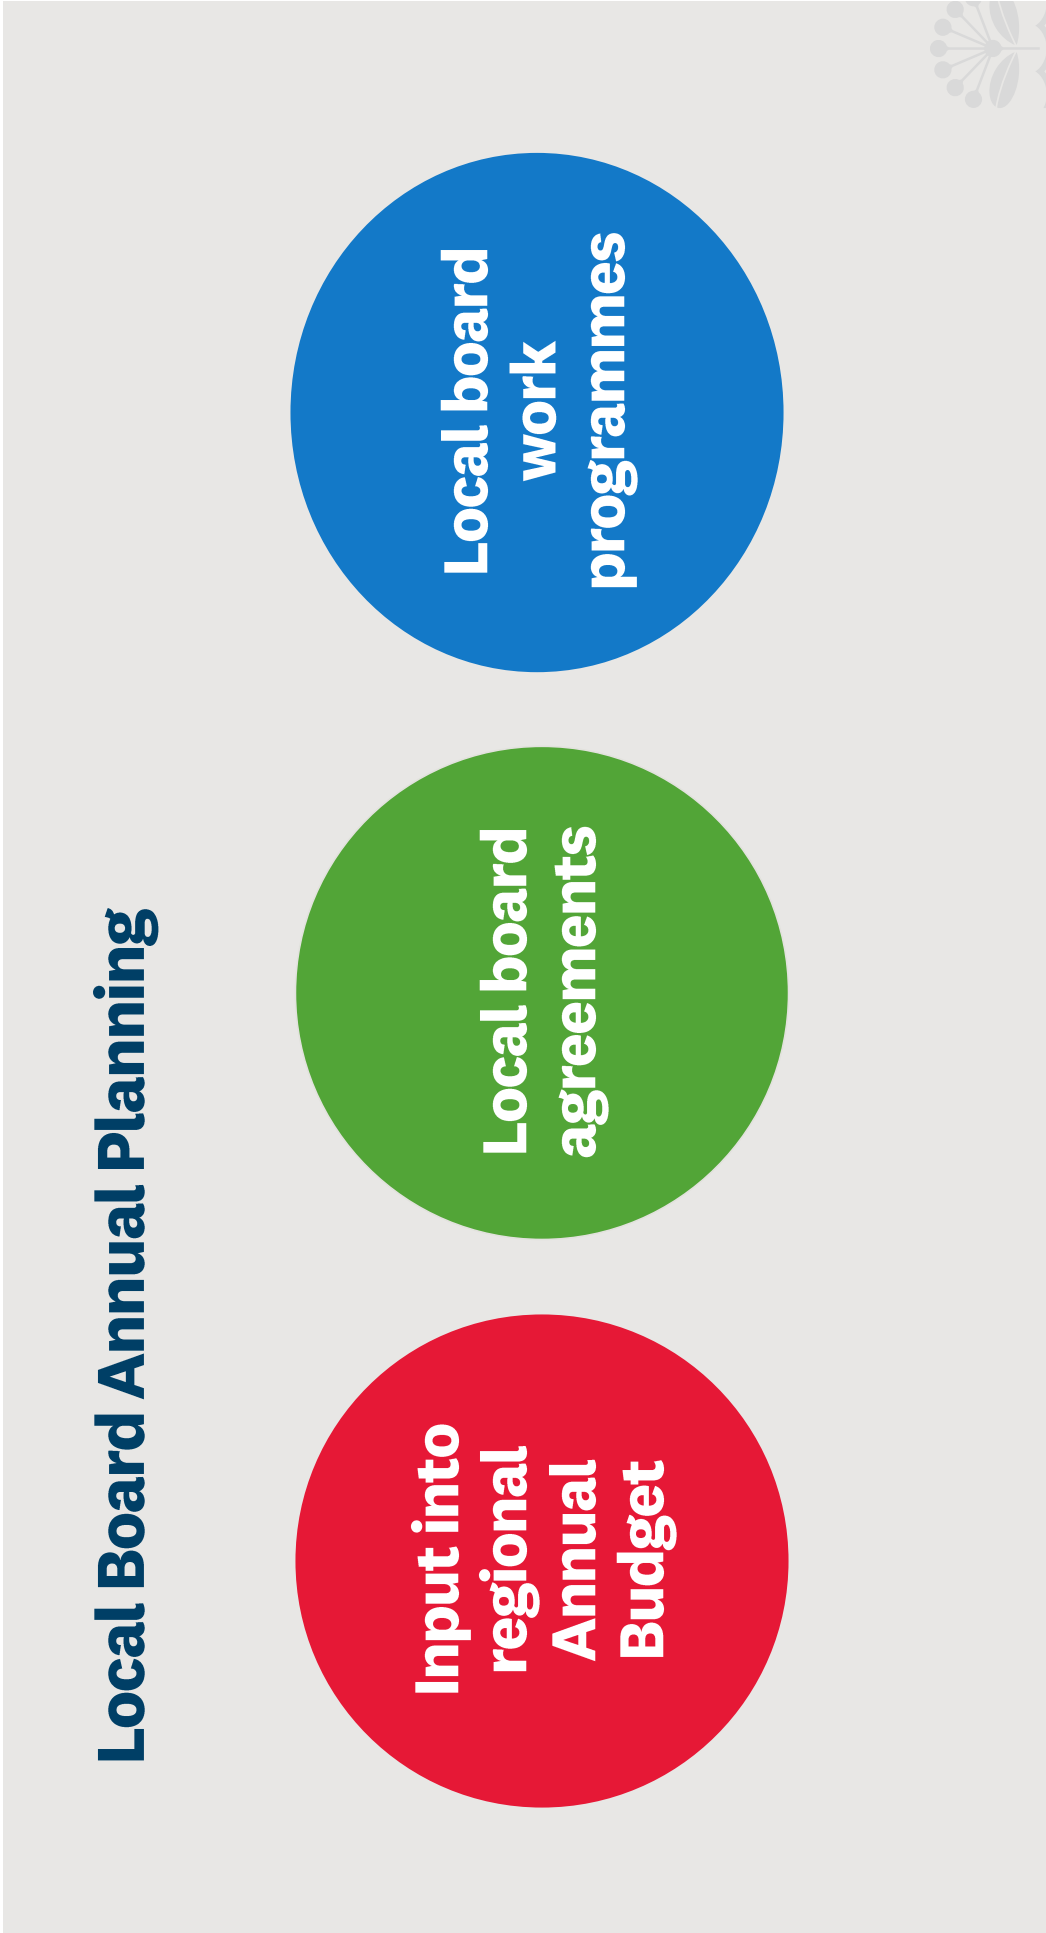 Local Board Annual Planning
Input into
regional
Annual
Budget
Local board
agreements
Local board
work
programmes